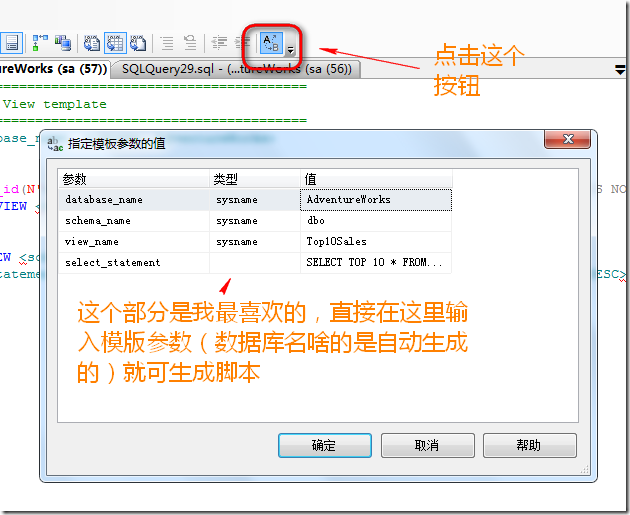 点击这个
按钮
ureWorks (sa (57))  SQLQuery29.sql - (...tureWorks (sa (56))
==============================
View template
==============================
指定模板参数的值
参数 类型 值
database_name sysname AdventureWorks
schema_name sysname dbo
view_name sysname Top10Sales
select_statement SELECT TOP 10 * FROM...
_id(N'
S NO
VIEW <
EW <sc
tateme
ESC>
这个部分是我最喜欢的，直接在这里输
入模版参数（数据库名啥的是自动生成
的）就可生成脚本
确定 取消 帮助